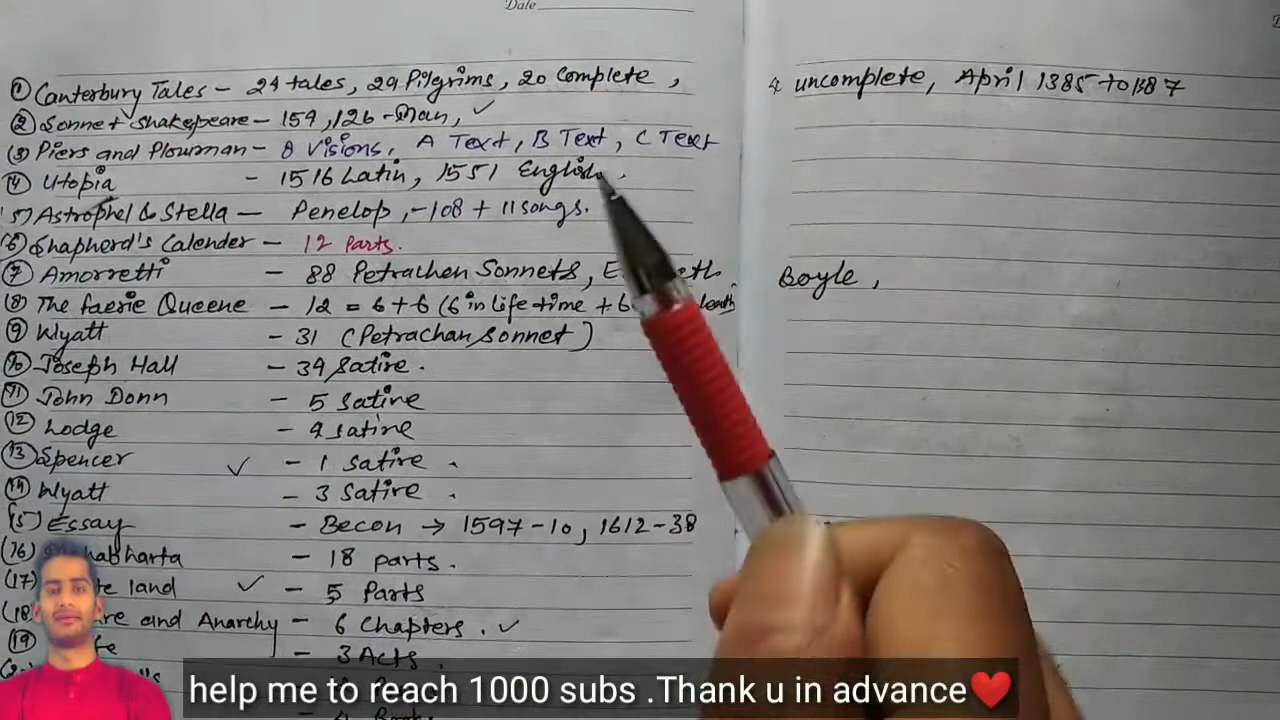 Date
① Canterbury Tales - 24 tales, 29 Pilgrims, 20 Complete, 4 uncomplete, April 1385 to 1387
② Sonnet Shakepeare - 154, 126 - Man, ✓
(3) Piers and Plowman - 8 Visions, A Text, B Text, C Text
④ Utopia - 1516 Latin, 1551 English.
(5) Astrophel & Stella - Penelop, - 108 + 11 songs.
(6) Shapherd's Calender - 12 Parts.
⑦ Amorretti - 88 Petrachen Sonnets, Boyle,
(8) The faerie Queene - 12 = 6 + 6 (6 in life time + 6
⑨ Wyatt - 31 (Petrachan Sonnet)
⑩ Joseph Hall - 34 Satire.
⑪ John Donn - 5 Satire
⑫ Lodge - 4 satire
⑬ Spencer ✓ - 1 Satire.
⑭ Wyatt - 3 Satire.
(15) Essay - Becon → 1597-10, 1612-38
(16) bharta - 18 parts.
(17) land ✓ - 5 Parts
(18) and Anarchy - 6 Chapters. ✓
⑲ - 3 Acts.
help me to reach 1000 subs .Thank u in advance❤️